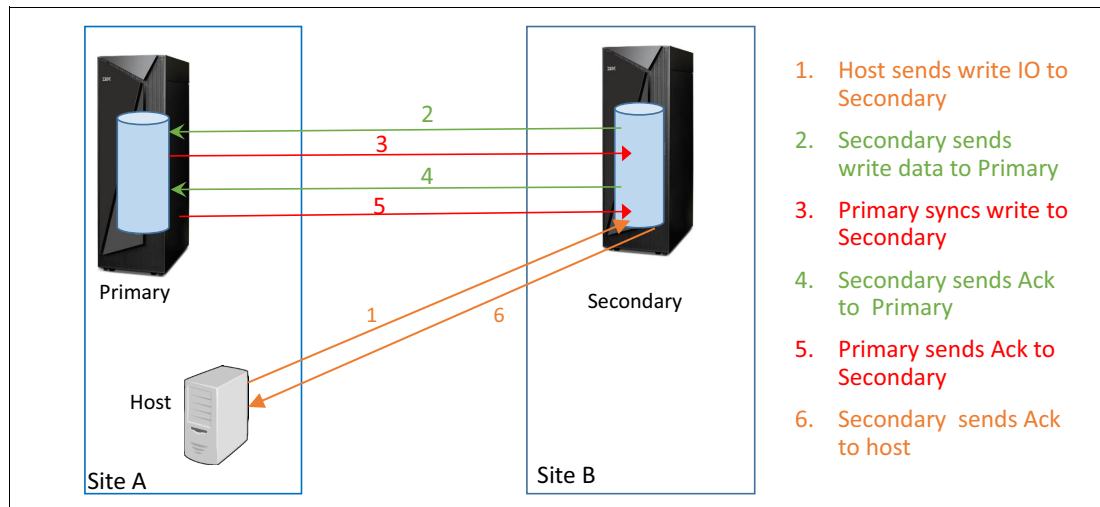 IBM
IBM
2
3
4
5
Primary
Secondary
1
6
Host
Site A
Site B
1. Host sends write IO to
Secondary
2. Secondary sends
write data to Primary
3. Primary syncs write to
Secondary
4. Secondary sends Ack
to Primary
5. Primary sends Ack to
Secondary
6. Secondary sends Ack
to host